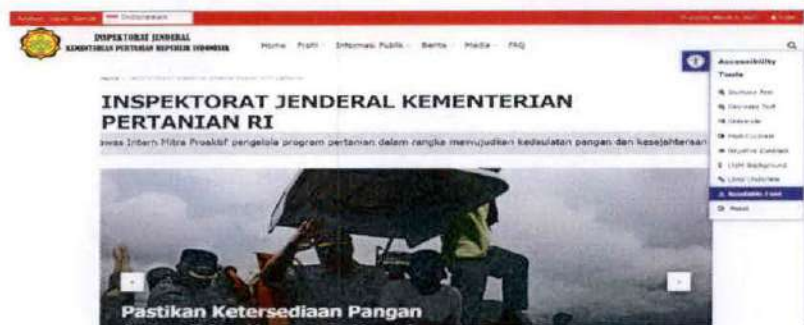 Indonesian
INSPEKTORAT JENDERAL
KEMENTERIAN PERTANIAN REPUBLIK INDONESIA
Home Profil Informasi Publik Berita Media FAQ
Accessibility
Tools
Increase Text
Decrease Text
Grayscale
High Contrast
Negative Contrast
Light Background
Links Underline
Readable Font
Reset
INSPEKTORAT JENDERAL KEMENTERIAN
PERTANIAN RI
awas Intern Mitra Proaktif pengelola program pertanian dalam rangka mewujudkan kedaulatan pangan dan kesejahteraan
Pastikan Ketersediaan Pangan